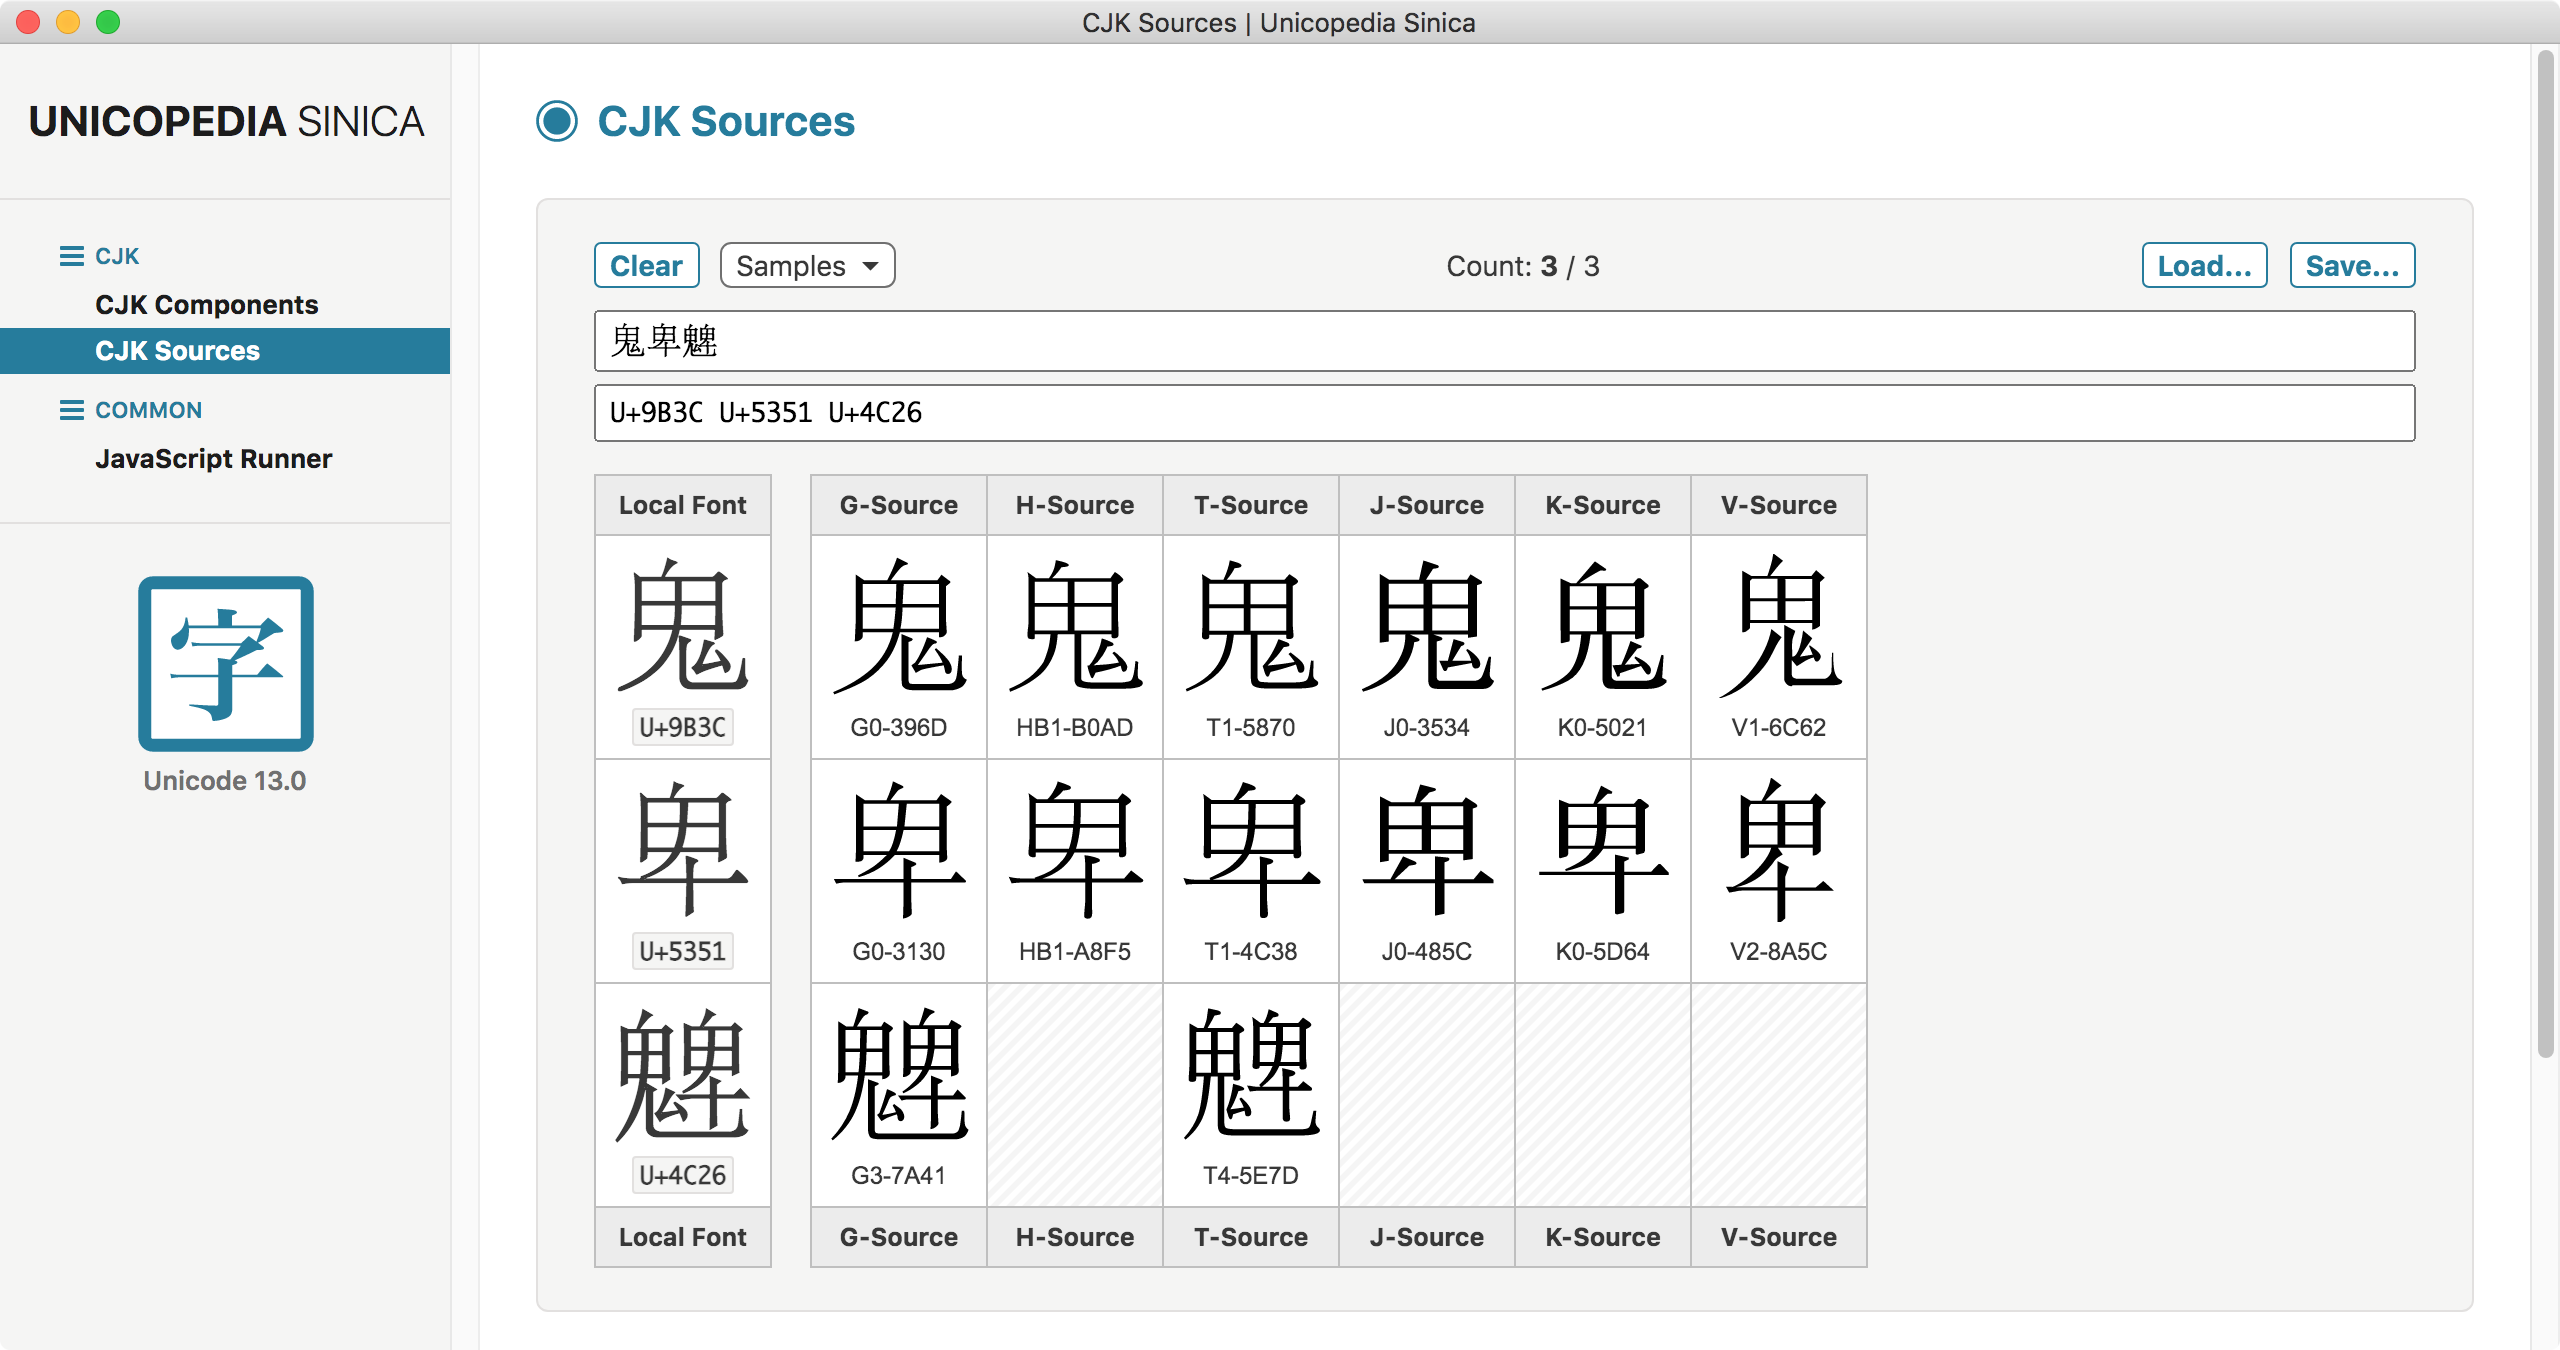 CJK Sources | Unicopedia Sinica
UNICOPEDIA SINICA
CJK
CJK Components
CJK Sources
COMMON
JavaScript Runner
字
Unicode 13.0
CJK Sources
Clear Samples Count: 3 / 3 Load... Save...
鬼卑䰦
U+9B3C U+5351 U+4C26
Local Font G-Source H-Source T-Source J-Source K-Source V-Source
鬼 鬼 鬼 鬼 鬼 鬼 鬼
U+9B3C G0-396D HB1-B0AD T1-5870 J0-3534 K0-5021 V1-6C62
卑 卑 卑 卑 卑 卑 卑
U+5351 G0-3130 HB1-A8F5 T1-4C38 J0-485C K0-5D64 V2-8A5C
䰦 䰦 䰦
U+4C26 G3-7A41 T4-5E7D
Local Font G-Source H-Source T-Source J-Source K-Source V-Source